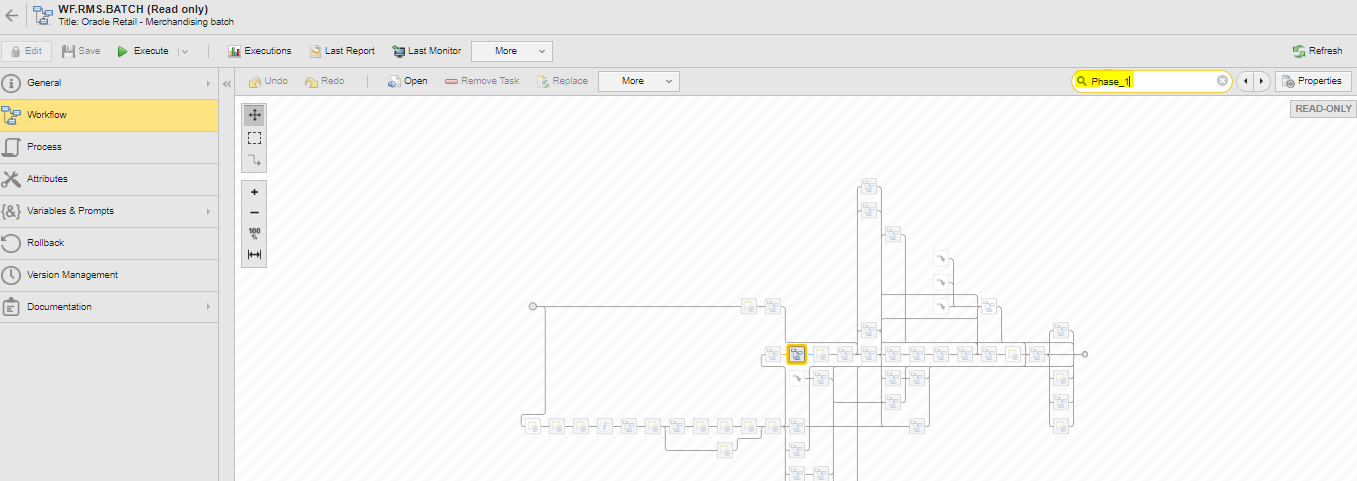 WF.RMS.BATCH (Read only)
Title: Oracle Retail - Merchandising batch
Edit Save Execute Executions Last Report Last Monitor More Refresh
General
Workflow
Process
Attributes
Variables & Prompts
Rollback
Version Management
Documentation
Undo Redo Open Remove Task Replace More Phase_1 Properties
READ-ONLY
100
%